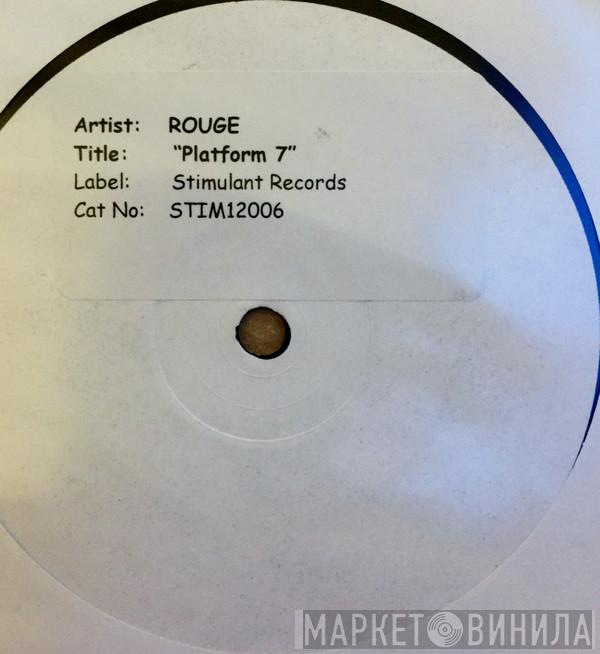 Artist: ROUGE
Title: "Platform 7"
Label: Stimulant Records
Cat No: STIM12006
МАРКЕТ ВИНИЛА